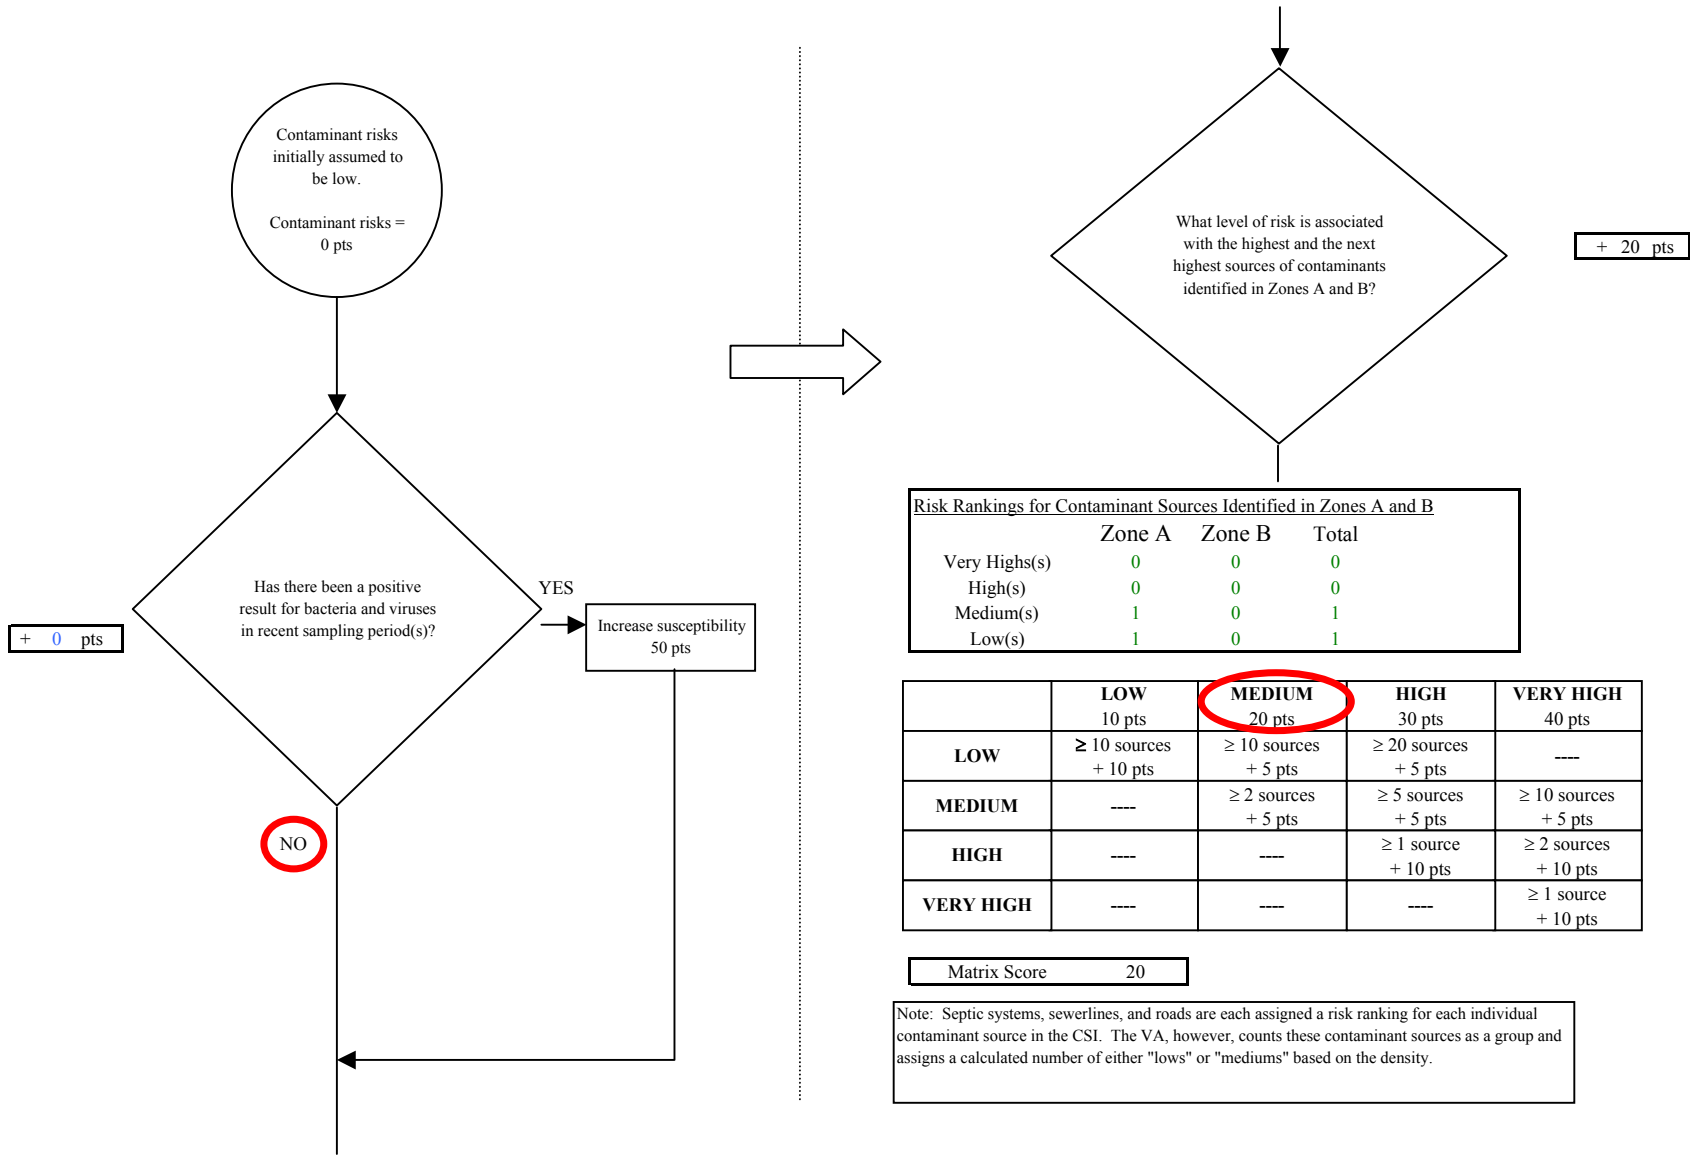 Contaminant risks
initially assumed to
be low.
Contaminant risks =
0 pts
Has there been a positive
result for bacteria and viruses
in recent sampling period(s)?
+ 0 pts
YES
Increase susceptibility
50 pts
NO
What level of risk is associated
with the highest and the next
highest sources of contaminants
identified in Zones A and B?
+ 20 pts
Risk Rankings for Contaminant Sources Identified in Zones A and B
Zone A Zone B Total
Very Highs(s) 0 0 0
High(s) 0 0 0
Medium(s) 1 0 1
Low(s) 1 0 1
LOW MEDIUM HIGH VERY HIGH
10 pts 20 pts 30 pts 40 pts
LOW ≥ 10 sources ≥ 10 sources ≥ 20 sources ----
+ 10 pts + 5 pts + 5 pts
MEDIUM ---- ≥ 2 sources ≥ 5 sources ≥ 10 sources
+ 5 pts + 5 pts + 5 pts
HIGH ---- ---- ≥ 1 source ≥ 2 sources
+ 10 pts + 10 pts
VERY HIGH ---- ---- ---- ≥ 1 source
+ 10 pts
Matrix Score 20
Note: Septic systems, sewerlines, and roads are each assigned a risk ranking for each individual
contaminant source in the CSI. The VA, however, counts these contaminant sources as a group and
assigns a calculated number of either "lows" or "mediums" based on the density.